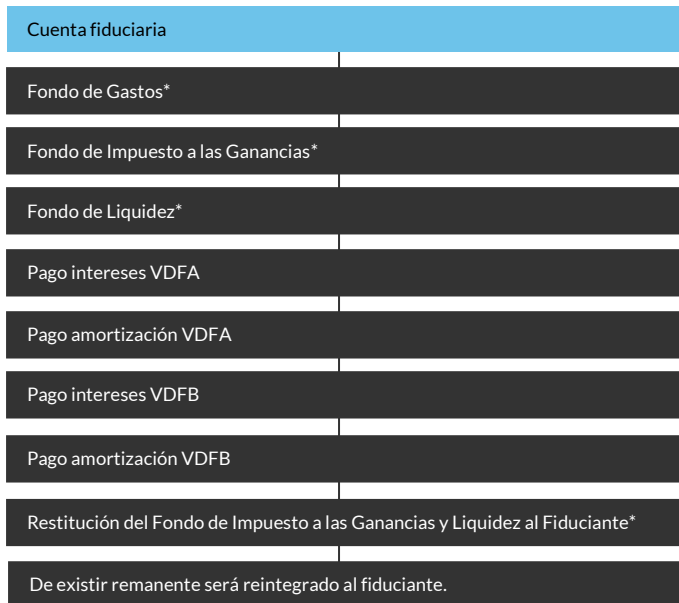 Cuenta fiduciaria
Fondo de Gastos*
Fondo de Impuesto a las Ganancias*
Fondo de Liquidez*
Pago intereses VDFA
Pago amortización VDFA
Pago intereses VDFB
Pago amortización VDFB
Restitución del Fondo de Impuesto a las Ganancias y Liquidez al Fiduciante*
De existir remanente será reintegrado al fiduciante.